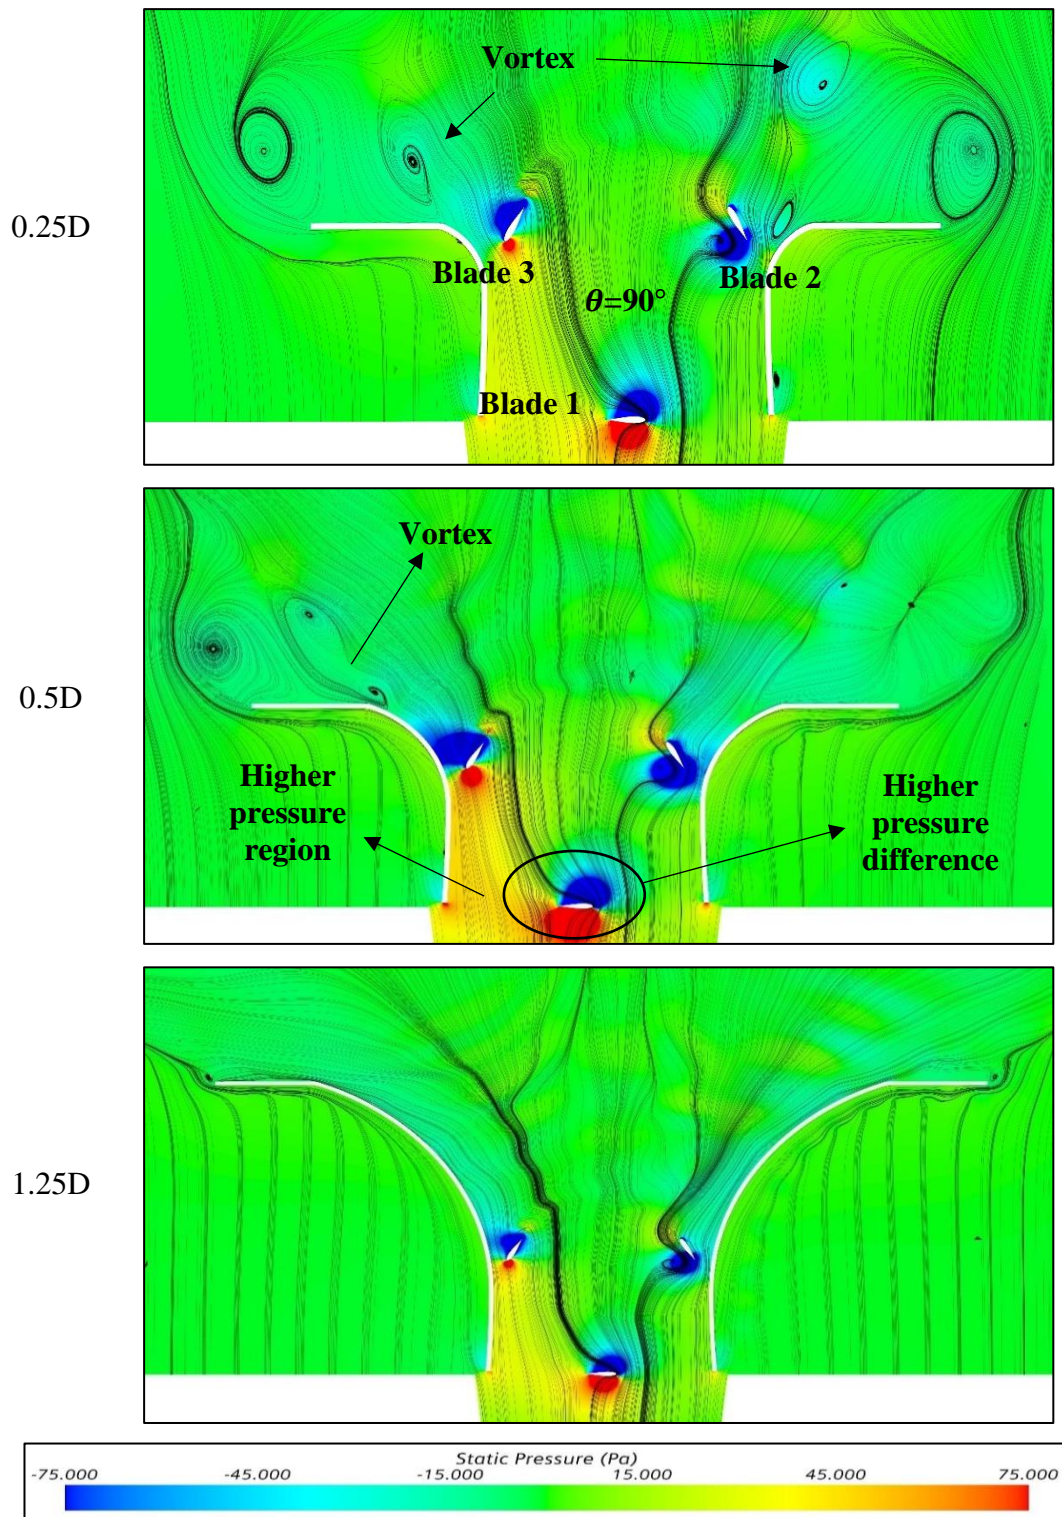 0.25D
Vortex
Blade 3
Blade 2
θ=90°
Blade 1
0.5D
Vortex
Higher
pressure
region
Higher
pressure
difference
1.25D
Static Pressure (Pa)
-75.000 -45.000 -15.000 15.000 45.000 75.000